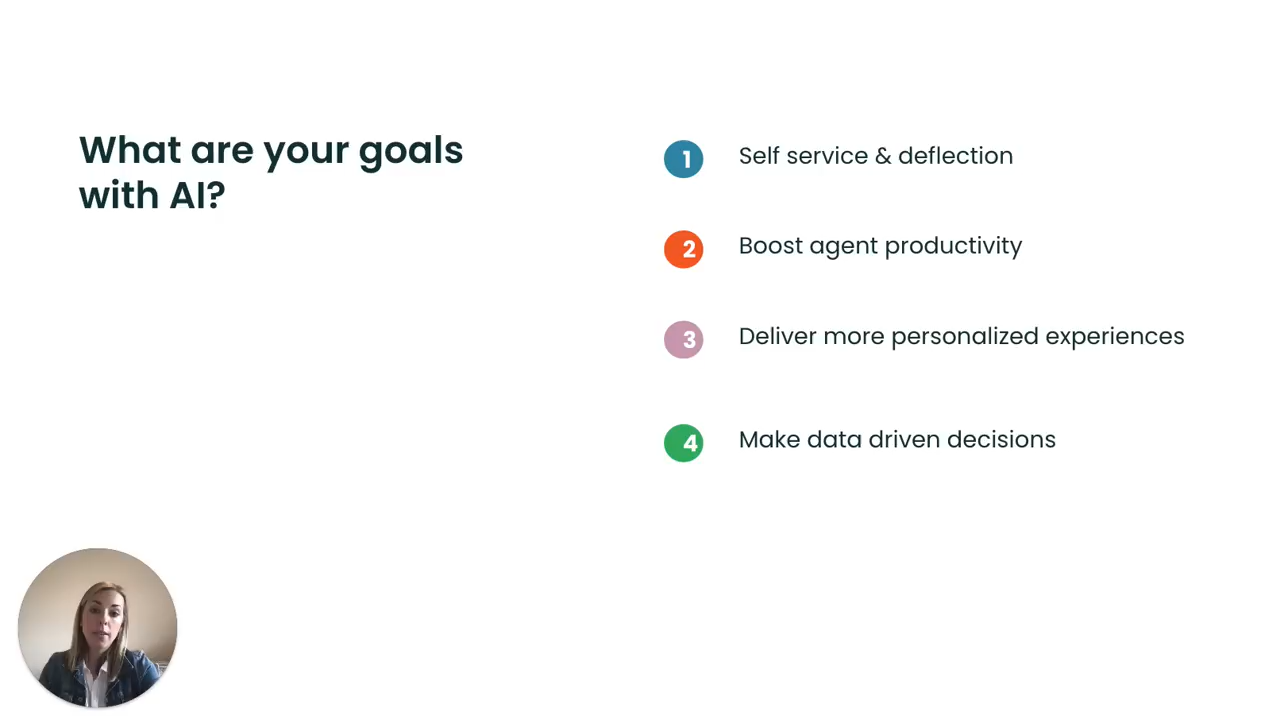 What are your goals
with AI?
1 Self service & deflection
2 Boost agent productivity
3 Deliver more personalized experiences
4 Make data driven decisions